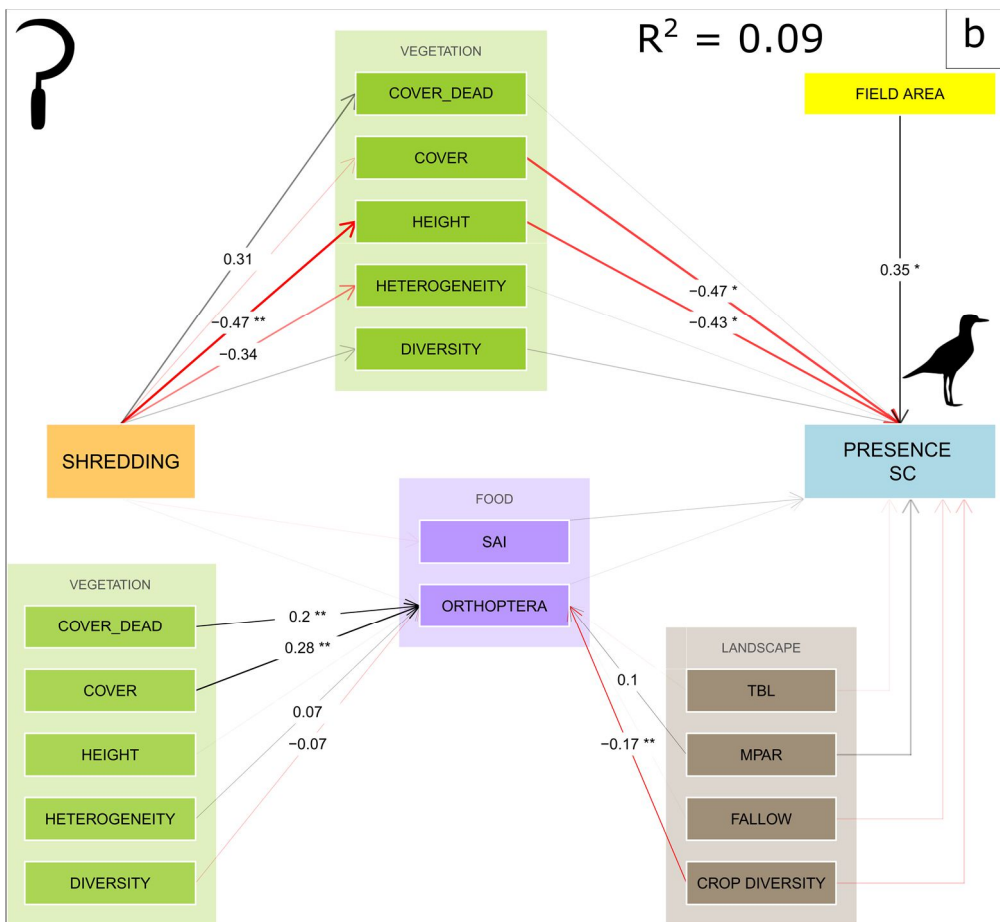 R² = 0.09
b
VEGETATION
COVER_DEAD
COVER
HEIGHT
HETEROGENEITY
DIVERSITY
FIELD AREA
0.31
−0.47 **
−0.34
−0.47 *
−0.43 *
0.35 *
SHREDDING
PRESENCE
SC
FOOD
SAI
ORTHOPTERA
VEGETATION
COVER_DEAD
COVER
HEIGHT
HETEROGENEITY
DIVERSITY
0.2 **
0.28 **
0.07
−0.07
0.1
−0.17 **
LANDSCAPE
TBL
MPAR
FALLOW
CROP DIVERSITY